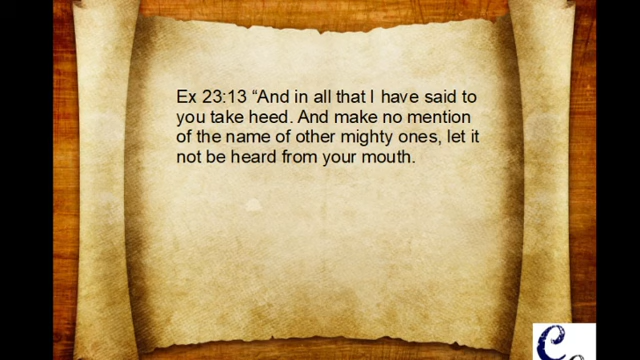 Ex 23:13 “And in all that I have said to
you take heed. And make no mention
of the name of other mighty ones, let it
not be heard from your mouth.